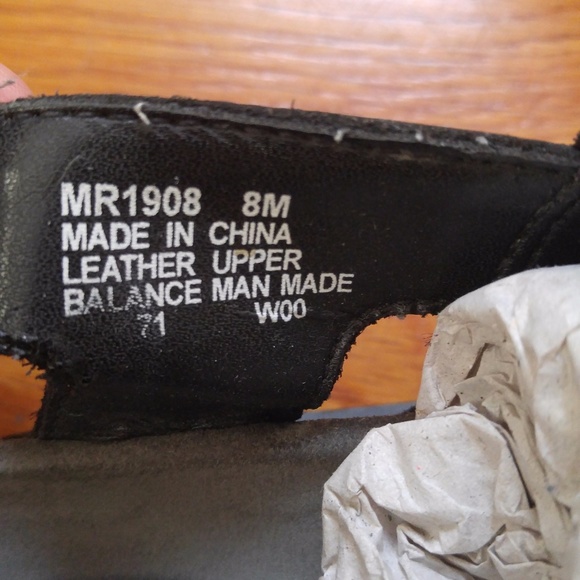 MR1908 8M
MADE IN CHINA
LEATHER UPPER
BALANCE MAN MADE
71 W00